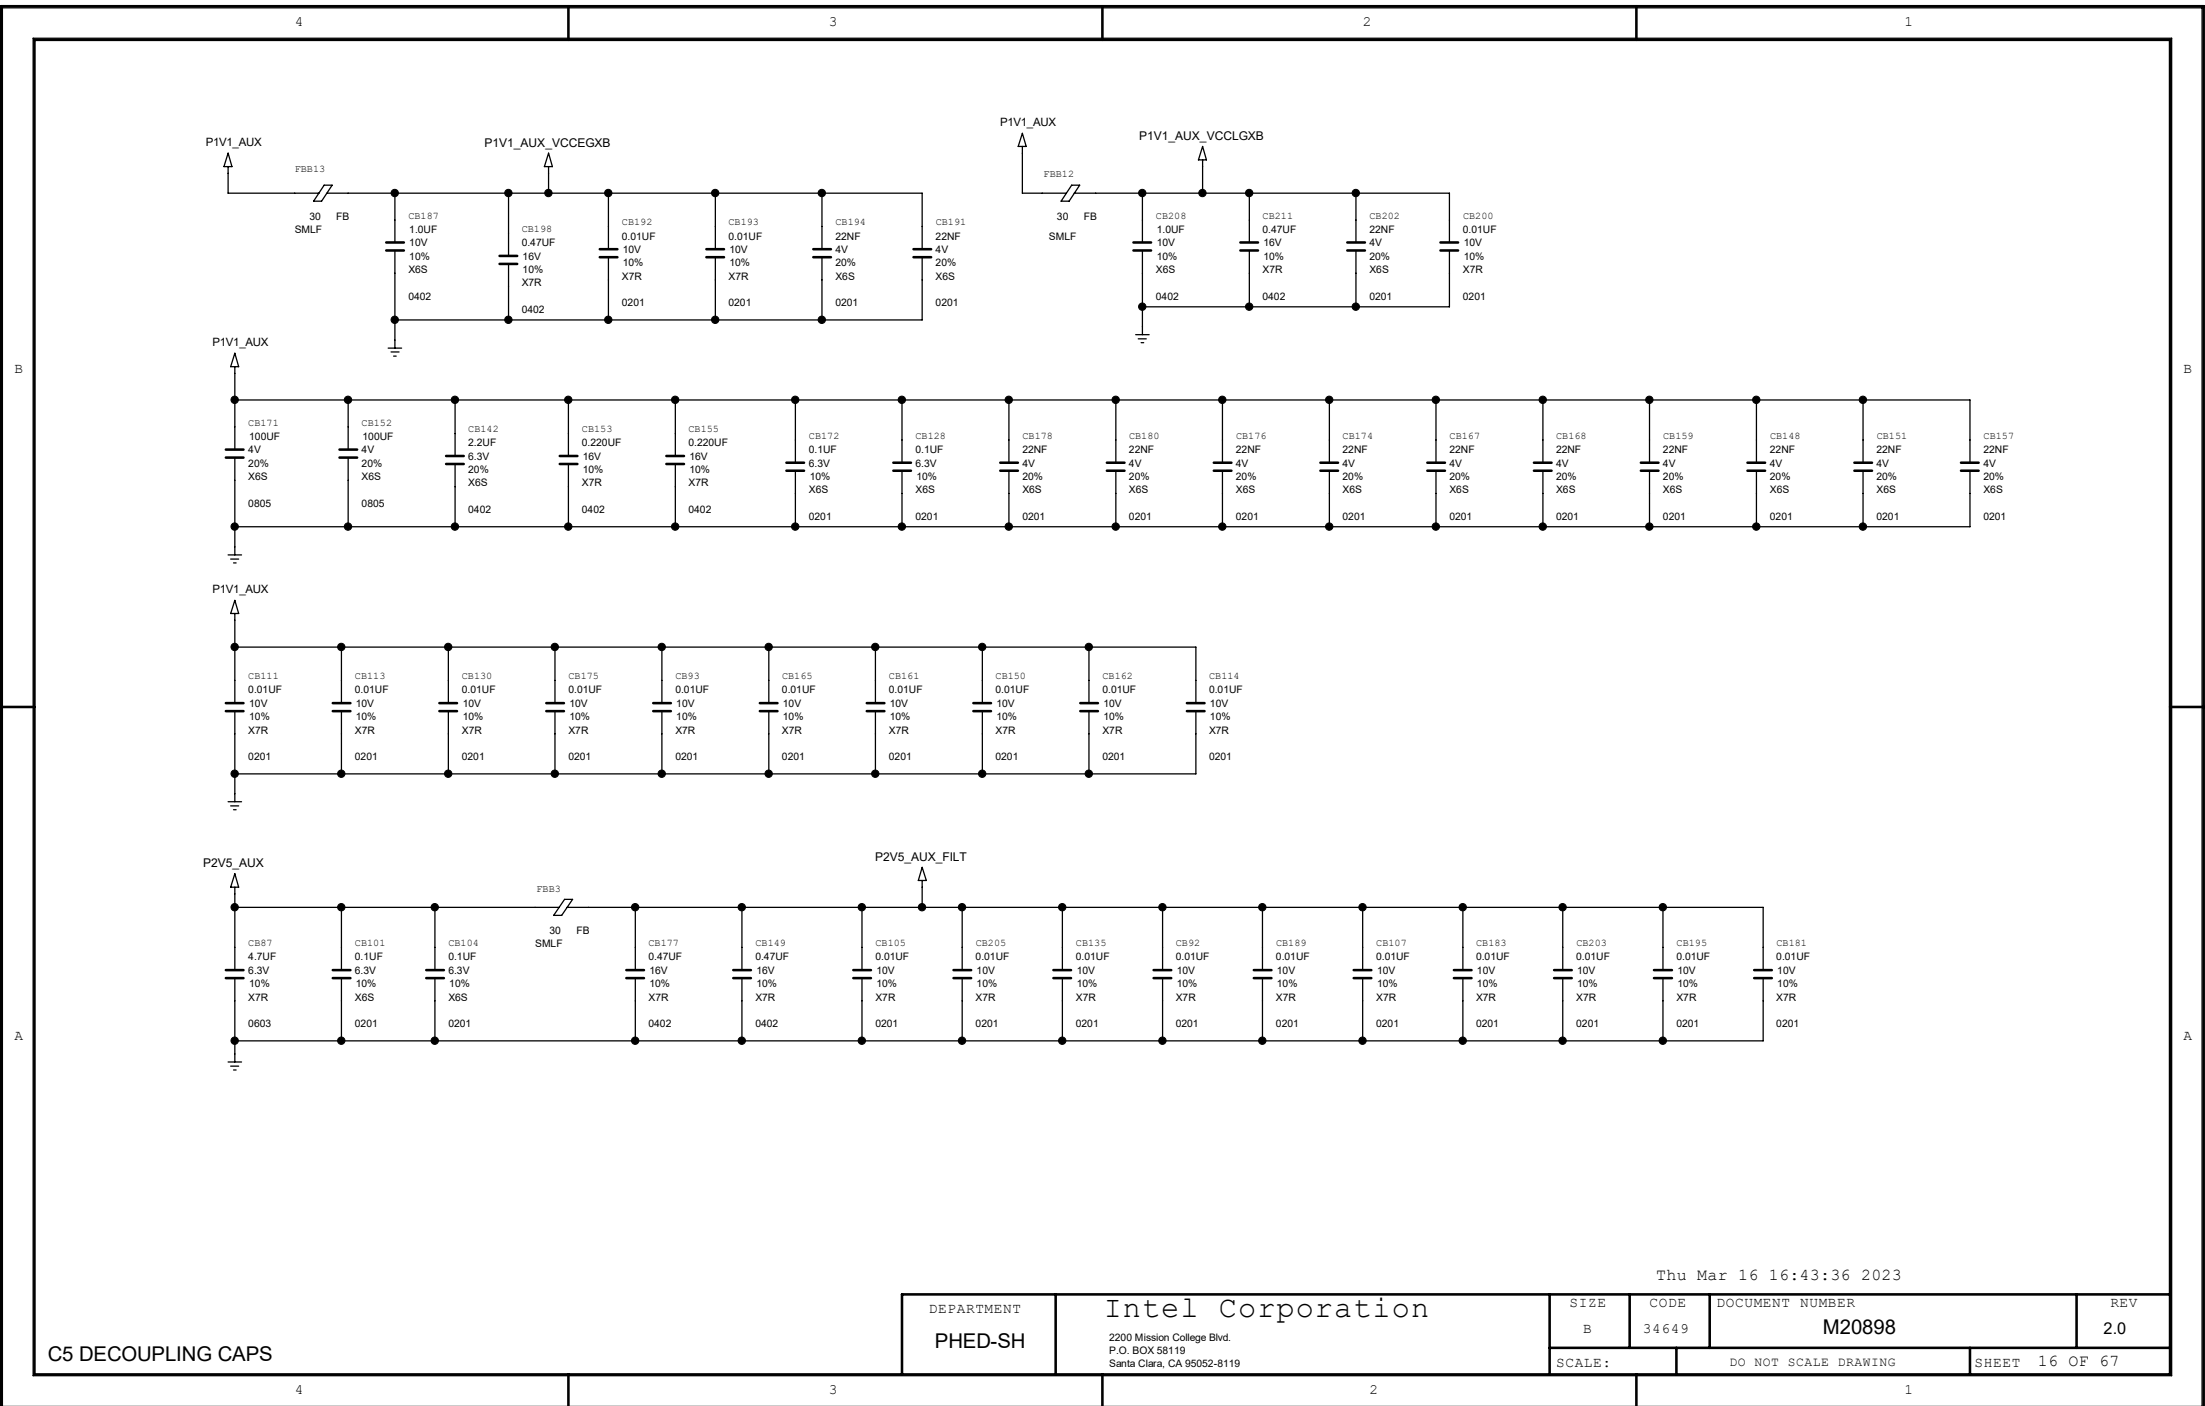 4 3 2 1
P1V1_AUX
FBB13
30 FB
SMLF
P1V1_AUX_VCCEGXB
CB187
1.0UF
10V
10%
X6S
0402
CB198
0.47UF
16V
10%
X7R
0402
CB192
0.01UF
10V
10%
X7R
0201
CB193
0.01UF
10V
10%
X7R
0201
CB194
22NF
4V
20%
X6S
0201
CB191
22NF
4V
20%
X6S
0201
P1V1_AUX
FBB12
30 FB
SMLF
P1V1_AUX_VCCLGXB
CB208
1.0UF
10V
10%
X6S
0402
CB211
0.47UF
16V
10%
X7R
0402
CB202
22NF
4V
20%
X6S
0201
CB200
0.01UF
10V
10%
X7R
0201
B
B
P1V1_AUX
CB171
100UF
4V
20%
X6S
0805
CB152
100UF
4V
20%
X6S
0805
CB142
2.2UF
6.3V
20%
X6S
0402
CB153
0.220UF
16V
10%
X7R
0402
CB155
0.220UF
16V
10%
X7R
0402
CB172
0.1UF
6.3V
10%
X6S
0201
CB128
0.1UF
6.3V
10%
X6S
0201
CB178
22NF
4V
20%
X6S
0201
CB180
22NF
4V
20%
X6S
0201
CB176
22NF
4V
20%
X6S
0201
CB174
22NF
4V
20%
X6S
0201
CB167
22NF
4V
20%
X6S
0201
CB168
22NF
4V
20%
X6S
0201
CB159
22NF
4V
20%
X6S
0201
CB148
22NF
4V
20%
X6S
0201
CB151
22NF
4V
20%
X6S
0201
CB157
22NF
4V
20%
X6S
0201
P1V1_AUX
CB111
0.01UF
10V
10%
X7R
0201
CB113
0.01UF
10V
10%
X7R
0201
CB130
0.01UF
10V
10%
X7R
0201
CB175
0.01UF
10V
10%
X7R
0201
CB93
0.01UF
10V
10%
X7R
0201
CB165
0.01UF
10V
10%
X7R
0201
CB161
0.01UF
10V
10%
X7R
0201
CB150
0.01UF
10V
10%
X7R
0201
CB162
0.01UF
10V
10%
X7R
0201
CB114
0.01UF
10V
10%
X7R
0201
P2V5_AUX
CB87
4.7UF
6.3V
10%
X7R
0603
CB101
0.1UF
6.3V
10%
X6S
0201
CB104
0.1UF
6.3V
10%
X6S
0201
FBB3
30 FB
SMLF
P2V5_AUX_FILT
CB177
0.47UF
16V
10%
X7R
0402
CB149
0.47UF
16V
10%
X7R
0402
CB105
0.01UF
10V
10%
X7R
0201
CB205
0.01UF
10V
10%
X7R
0201
CB135
0.01UF
10V
10%
X7R
0201
CB92
0.01UF
10V
10%
X7R
0201
CB189
0.01UF
10V
10%
X7R
0201
CB107
0.01UF
10V
10%
X7R
0201
CB183
0.01UF
10V
10%
X7R
0201
CB203
0.01UF
10V
10%
X7R
0201
CB195
0.01UF
10V
10%
X7R
0201
CB181
0.01UF
10V
10%
X7R
0201
A
A
Thu Mar 16 16:43:36 2023
C5 DECOUPLING CAPS
DEPARTMENT
PHED-SH
Intel Corporation
2200 Mission College Blvd.
P.O. BOX 58119
Santa Clara, CA 95052-8119
SIZE
B
CODE
34649
DOCUMENT NUMBER
M20898
REV
2.0
SCALE:
DO NOT SCALE DRAWING
SHEET 16 OF 67
4 3 2 1